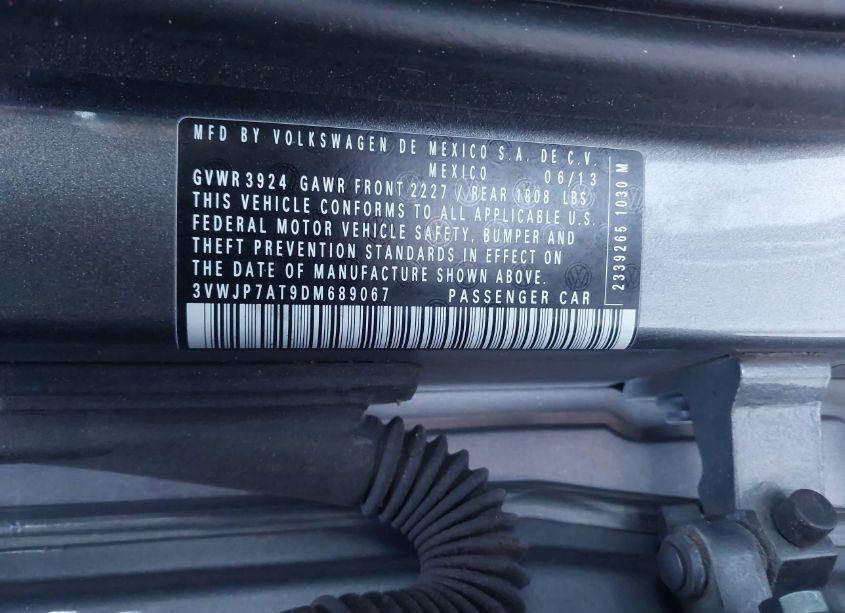 MFD BY VOLKSWAGEN DE MEXICO S.A. DE C.V.
MEXICO 06/13
GVWR 3924 GAWR FRONT 2227 / REAR 1808 LBS
THIS VEHICLE CONFORMS TO ALL APPLICABLE U.S.
FEDERAL MOTOR VEHICLE SAFETY, BUMPER AND
THEFT PREVENTION STANDARDS IN EFFECT ON
THE DATE OF MANUFACTURE SHOWN ABOVE.
3VWJP7AT9DM689067 PASSENGER CAR
2339265 1030 M